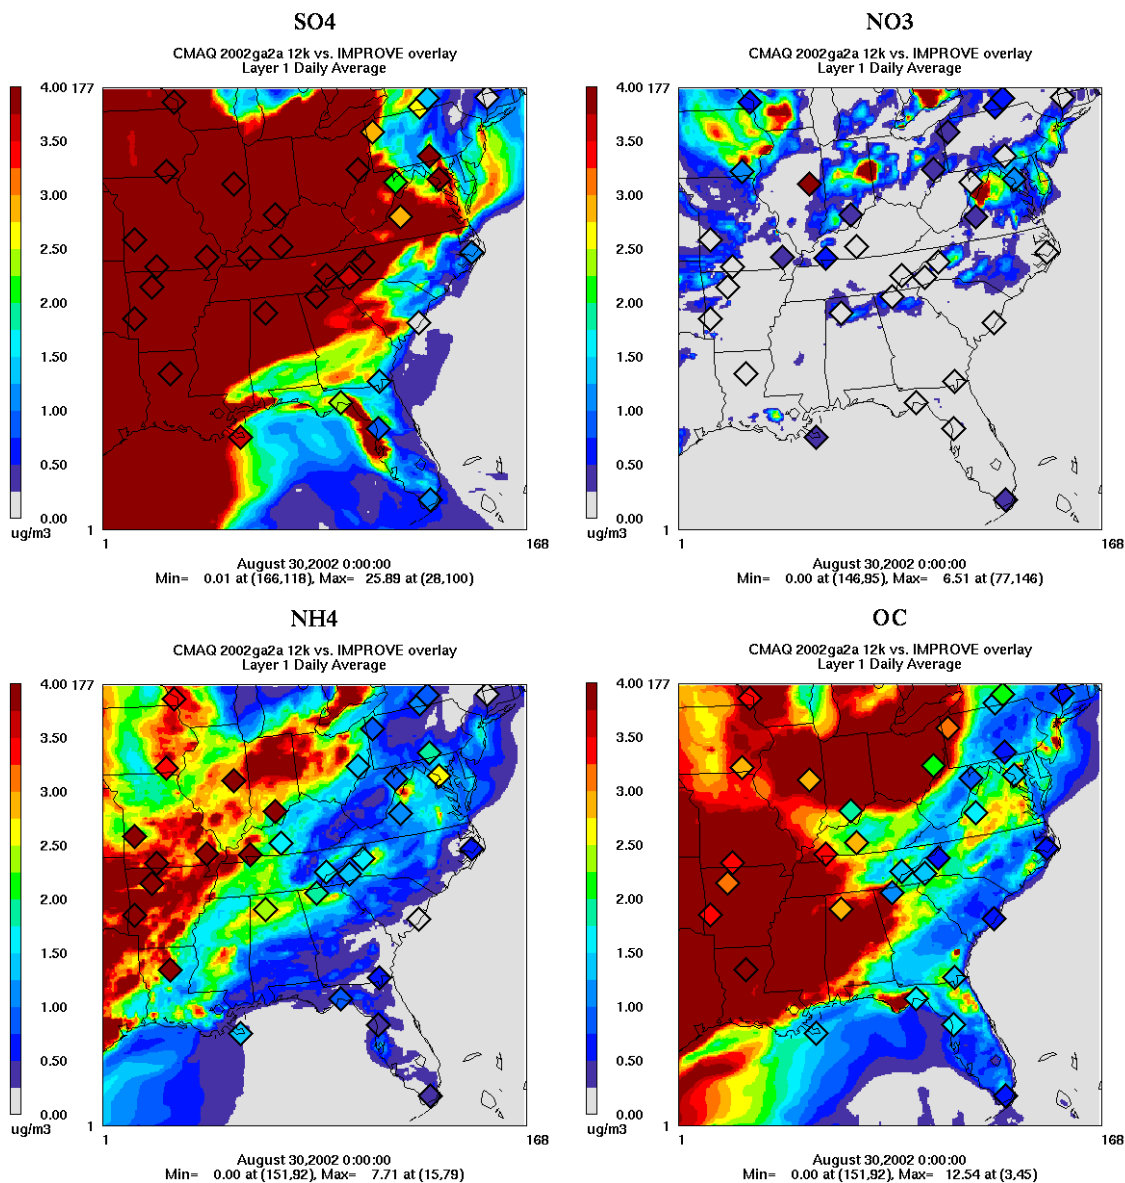 SO4
CMAQ 2002ga2a 12k vs. IMPROVE overlay
Layer 1 Daily Average
4.00 177
3.50
3.00
2.50
2.00
1.50
1.00
0.50
0.00
ug/m3
1
1
168
August 30,2002 0:00:00
Min= 0.01 at (166,118), Max= 25.89 at (28,100)
NO3
CMAQ 2002ga2a 12k vs. IMPROVE overlay
Layer 1 Daily Average
4.00 177
3.50
3.00
2.50
2.00
1.50
1.00
0.50
0.00
ug/m3
1
1
168
August 30,2002 0:00:00
Min= 0.00 at (146,95), Max= 6.51 at (77,146)
NH4
CMAQ 2002ga2a 12k vs. IMPROVE overlay
Layer 1 Daily Average
4.00 177
3.50
3.00
2.50
2.00
1.50
1.00
0.50
0.00
ug/m3
1
1
168
August 30,2002 0:00:00
Min= 0.00 at (151,92), Max= 7.71 at (15,79)
OC
CMAQ 2002ga2a 12k vs. IMPROVE overlay
Layer 1 Daily Average
4.00 177
3.50
3.00
2.50
2.00
1.50
1.00
0.50
0.00
ug/m3
1
1
168
August 30,2002 0:00:00
Min= 0.00 at (151,92), Max= 12.54 at (3,45)